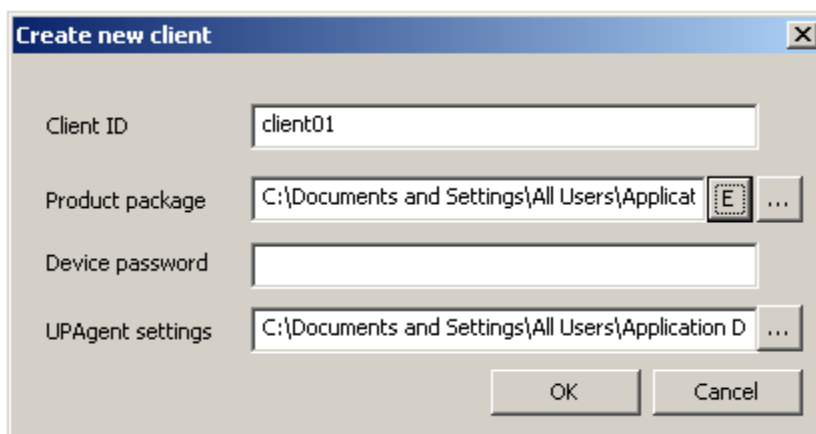 Create new client
Client ID client01
Product package C:\Documents and Settings\All Users\Applicat E ...
Device password
UPAgent settings C:\Documents and Settings\All Users\Application D ...
OK Cancel